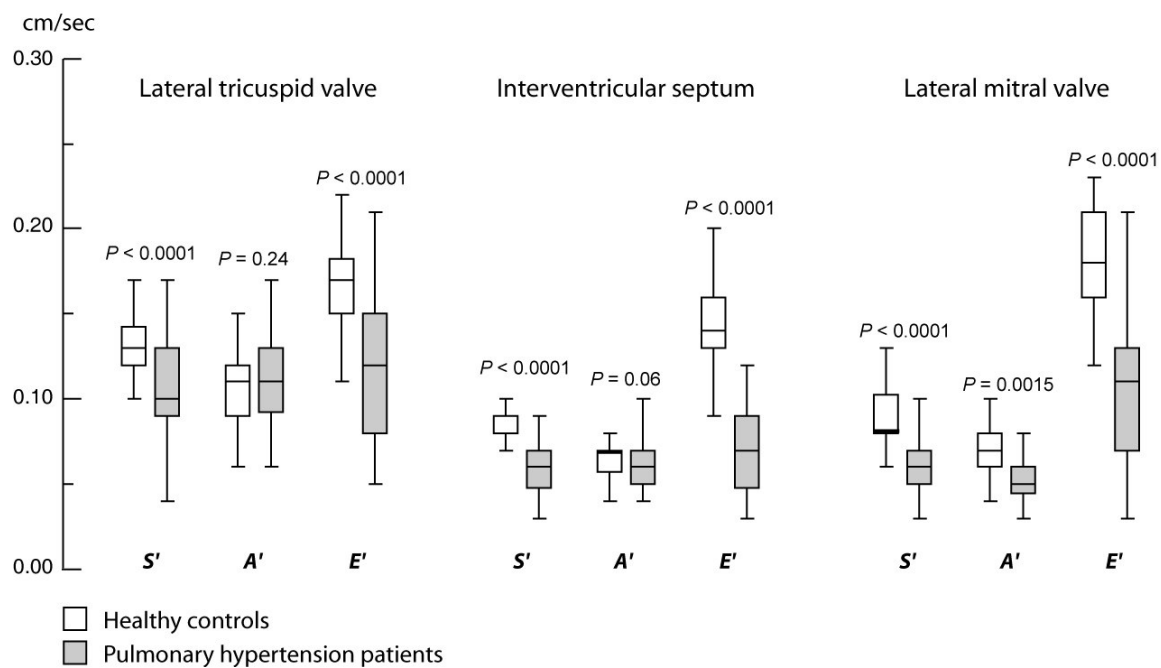 cm/sec
0.30
Lateral tricuspid valve
Interventricular septum
Lateral mitral valve
P < 0.0001
P = 0.24
P < 0.0001
P < 0.0001
P = 0.06
P < 0.0001
P < 0.0001
P = 0.0015
P < 0.0001
0.20
0.10
0.00
S' A' E' S' A' E' S' A' E'
Healthy controls
Pulmonary hypertension patients